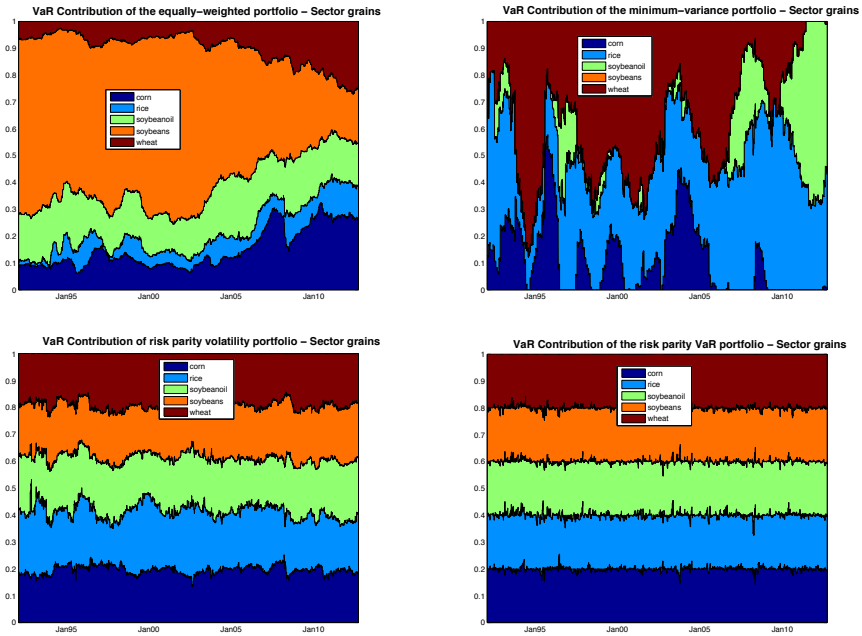 VaR Contribution of the equally−weighted portfolio − Sector grains
1
0.9
0.8
0.7
0.6
0.5
0.4
0.3
0.2
0.1
0
corn
rice
soybeanoil
soybeans
wheat
Jan95 Jan00 Jan05 Jan10
VaR Contribution of the minimum−variance portfolio − Sector grains
1
0.9
0.8
0.7
0.6
0.5
0.4
0.3
0.2
0.1
0
corn
rice
soybeanoil
soybeans
wheat
Jan95 Jan00 Jan05 Jan10
VaR Contribution of risk parity volatility portfolio − Sector grains
1
0.9
0.8
0.7
0.6
0.5
0.4
0.3
0.2
0.1
0
corn
rice
soybeanoil
soybeans
wheat
Jan95 Jan00 Jan05 Jan10
VaR Contribution of the risk parity VaR portfolio − Sector grains
1
0.9
0.8
0.7
0.6
0.5
0.4
0.3
0.2
0.1
0
corn
rice
soybeanoil
soybeans
wheat
Jan95 Jan00 Jan05 Jan10